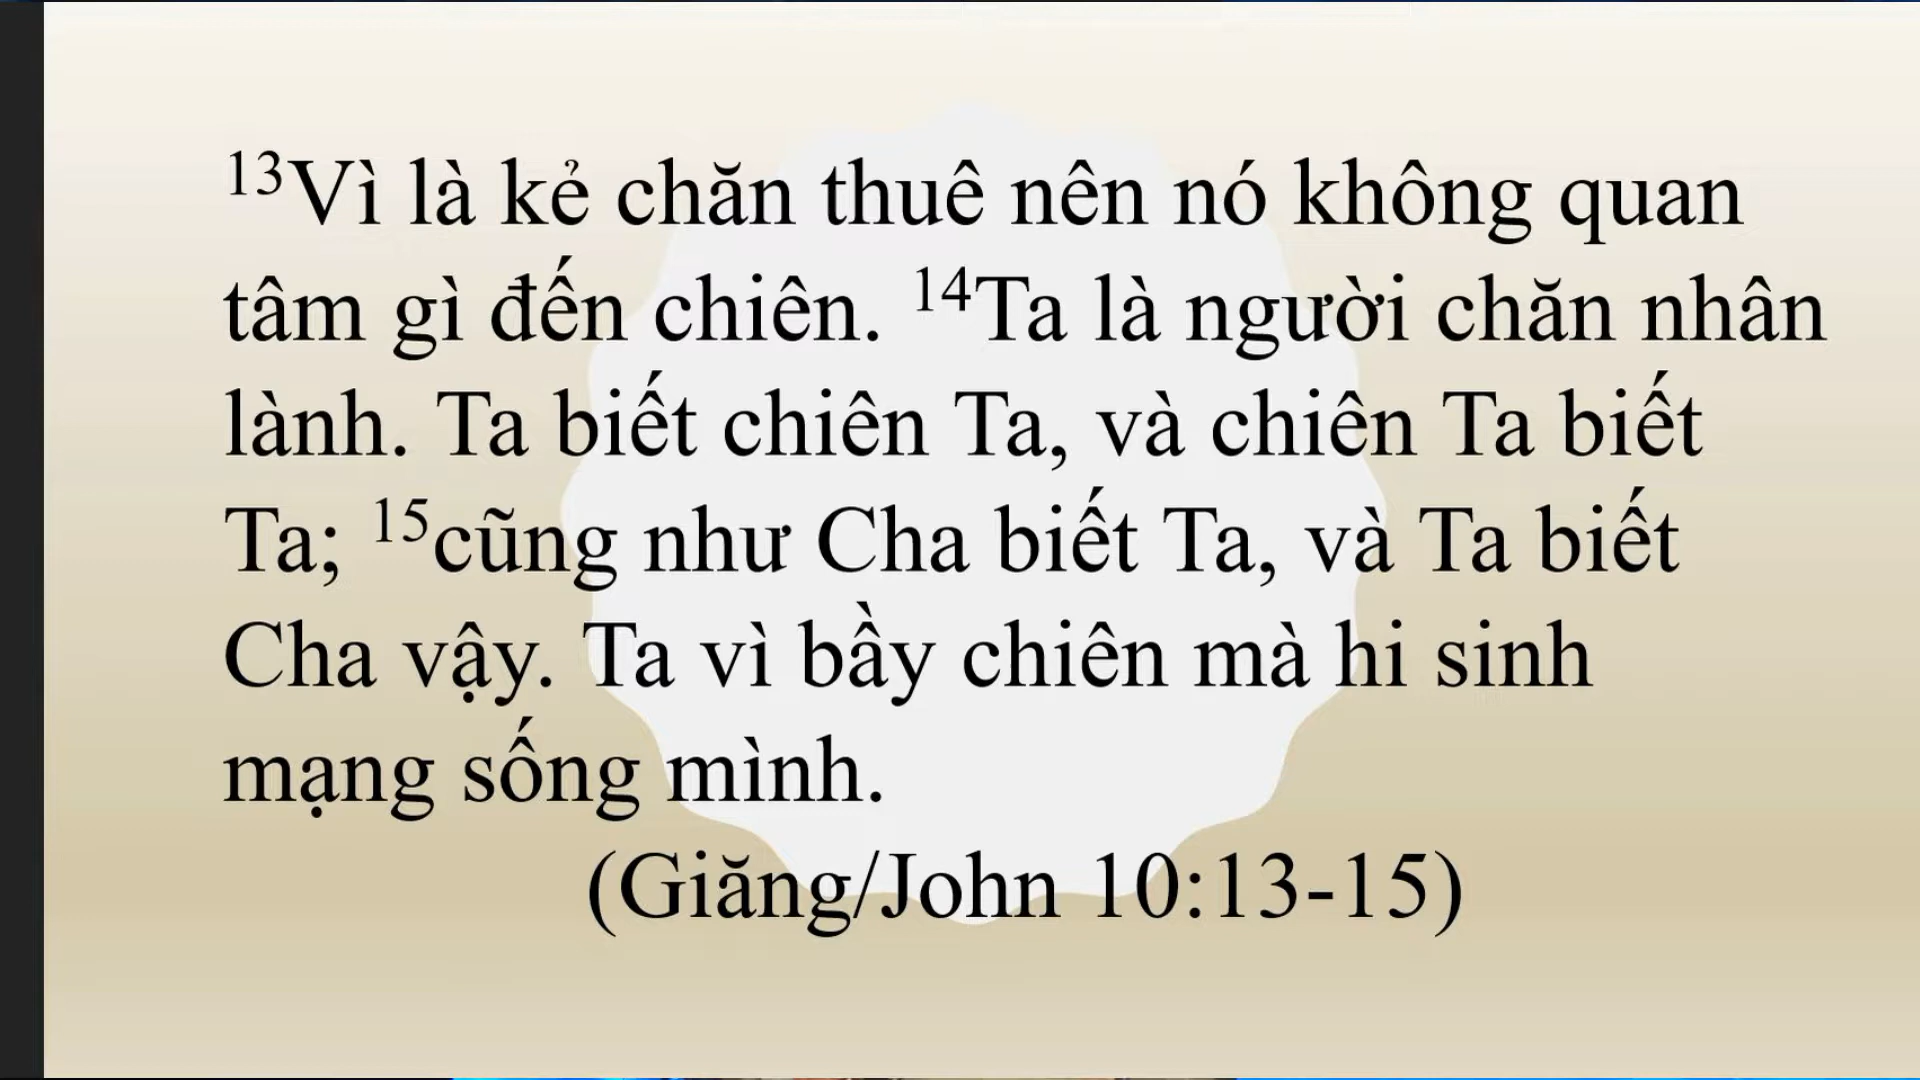 ¹³Vì là kẻ chăn thuê nên nó không quan
tâm gì đến chiên. ¹⁴Ta là người chăn nhân
lành. Ta biết chiên Ta, và chiên Ta biết
Ta; ¹⁵cũng như Cha biết Ta, và Ta biết
Cha vậy. Ta vì bầy chiên mà hi sinh
mạng sống mình.
(Giăng/John 10:13-15)